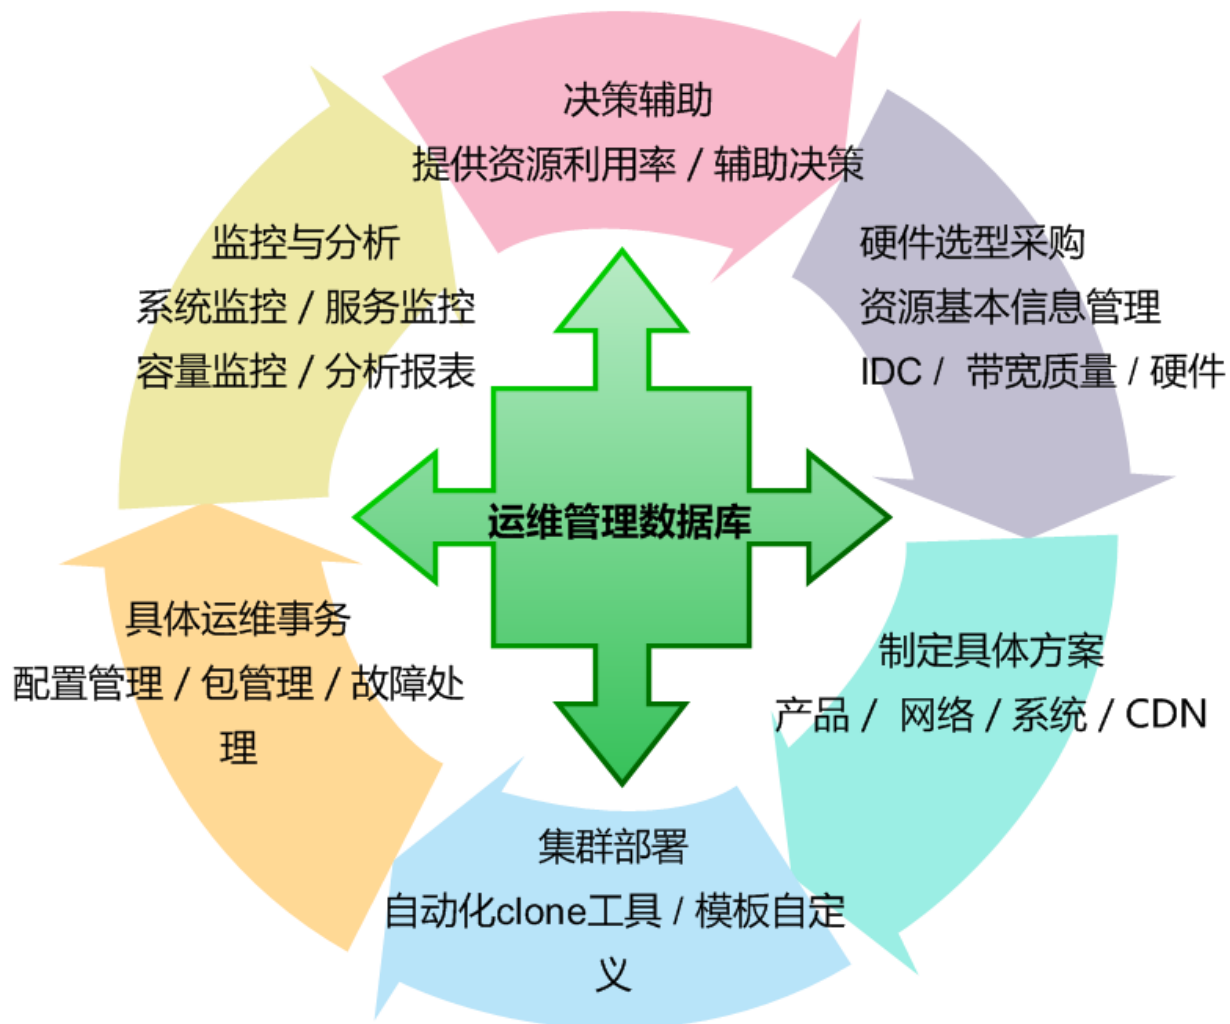 决策辅助
提供资源利用率 / 辅助决策
硬件选型采购
资源基本信息管理
IDC / 带宽质量 / 硬件
制定具体方案
产品 / 网络 / 系统 / CDN
集群部署
自动化clone工具 / 模板自定
义
具体运维事务
配置管理 / 包管理 / 故障处
理
监控与分析
系统监控 / 服务监控
容量监控 / 分析报表
运维管理数据库